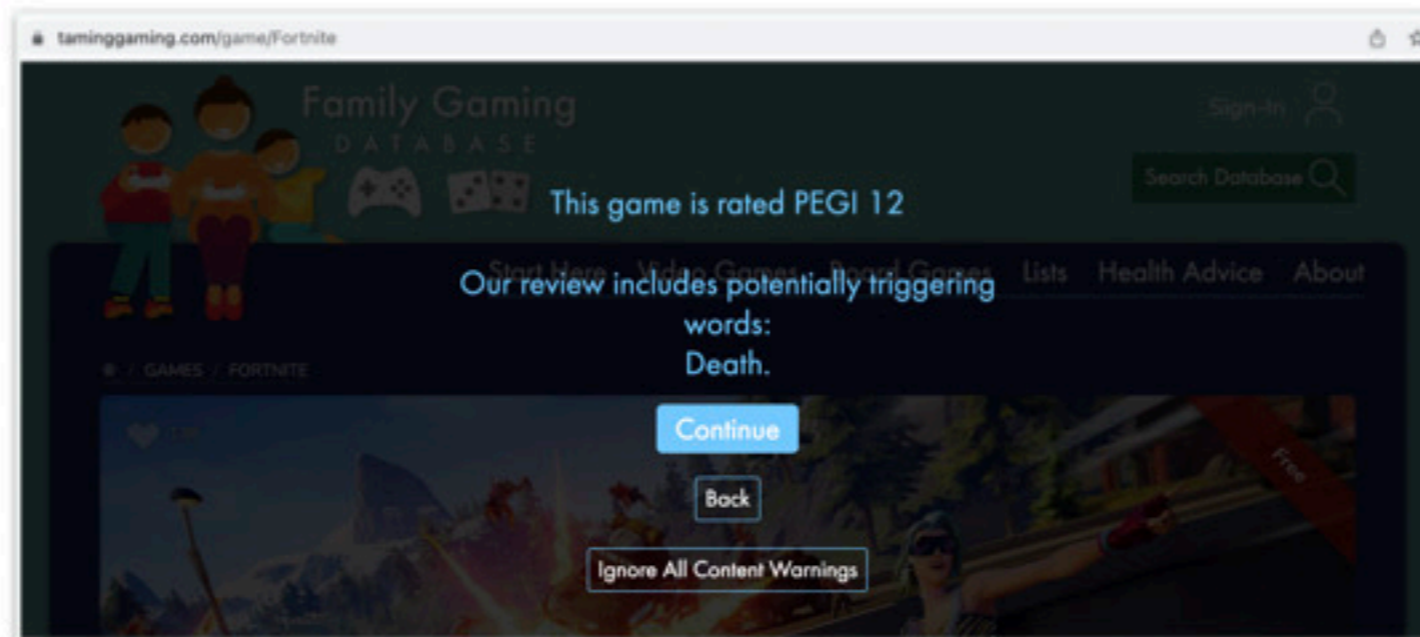 taminggaming.com/game/Fortnite
Family Gaming
DATABASE
Sign-In
Search Database
This game is rated PEGI 12
Start Here Video Games Board Games Lists Health Advice About
Our review includes potentially triggering
words:
Death.
/ GAMES / FORTNITE
Continue
Free
Back
Ignore All Content Warnings